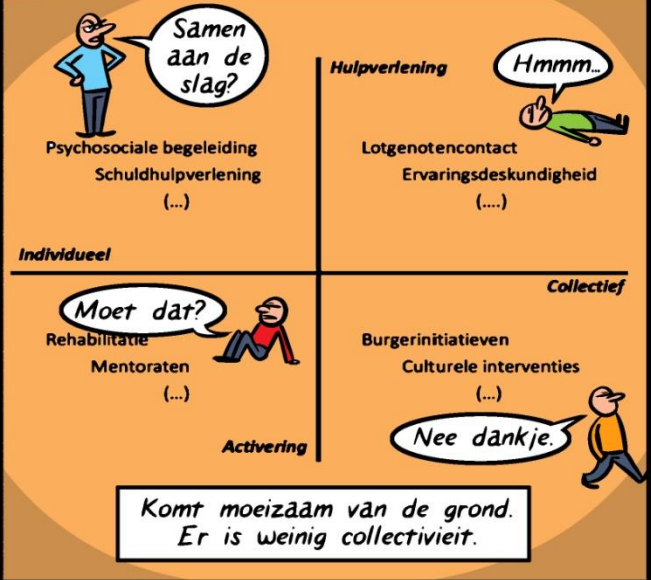 Samen
aan de
slag?
Hulpverlening
Hmmm...
Psychosociale begeleiding
Schuldhulpverlening
(...)
Lotgenotencontact
Ervaringsdeskundigheid
(....)
Individueel
Collectief
Moet dat?
Rehabilitatie
Mentoraten
(...)
Burgerinitiatieven
Culturele interventies
(...)
Activering
Nee dankje.
Komt moeizaam van de grond.
Er is weinig collectivieit.